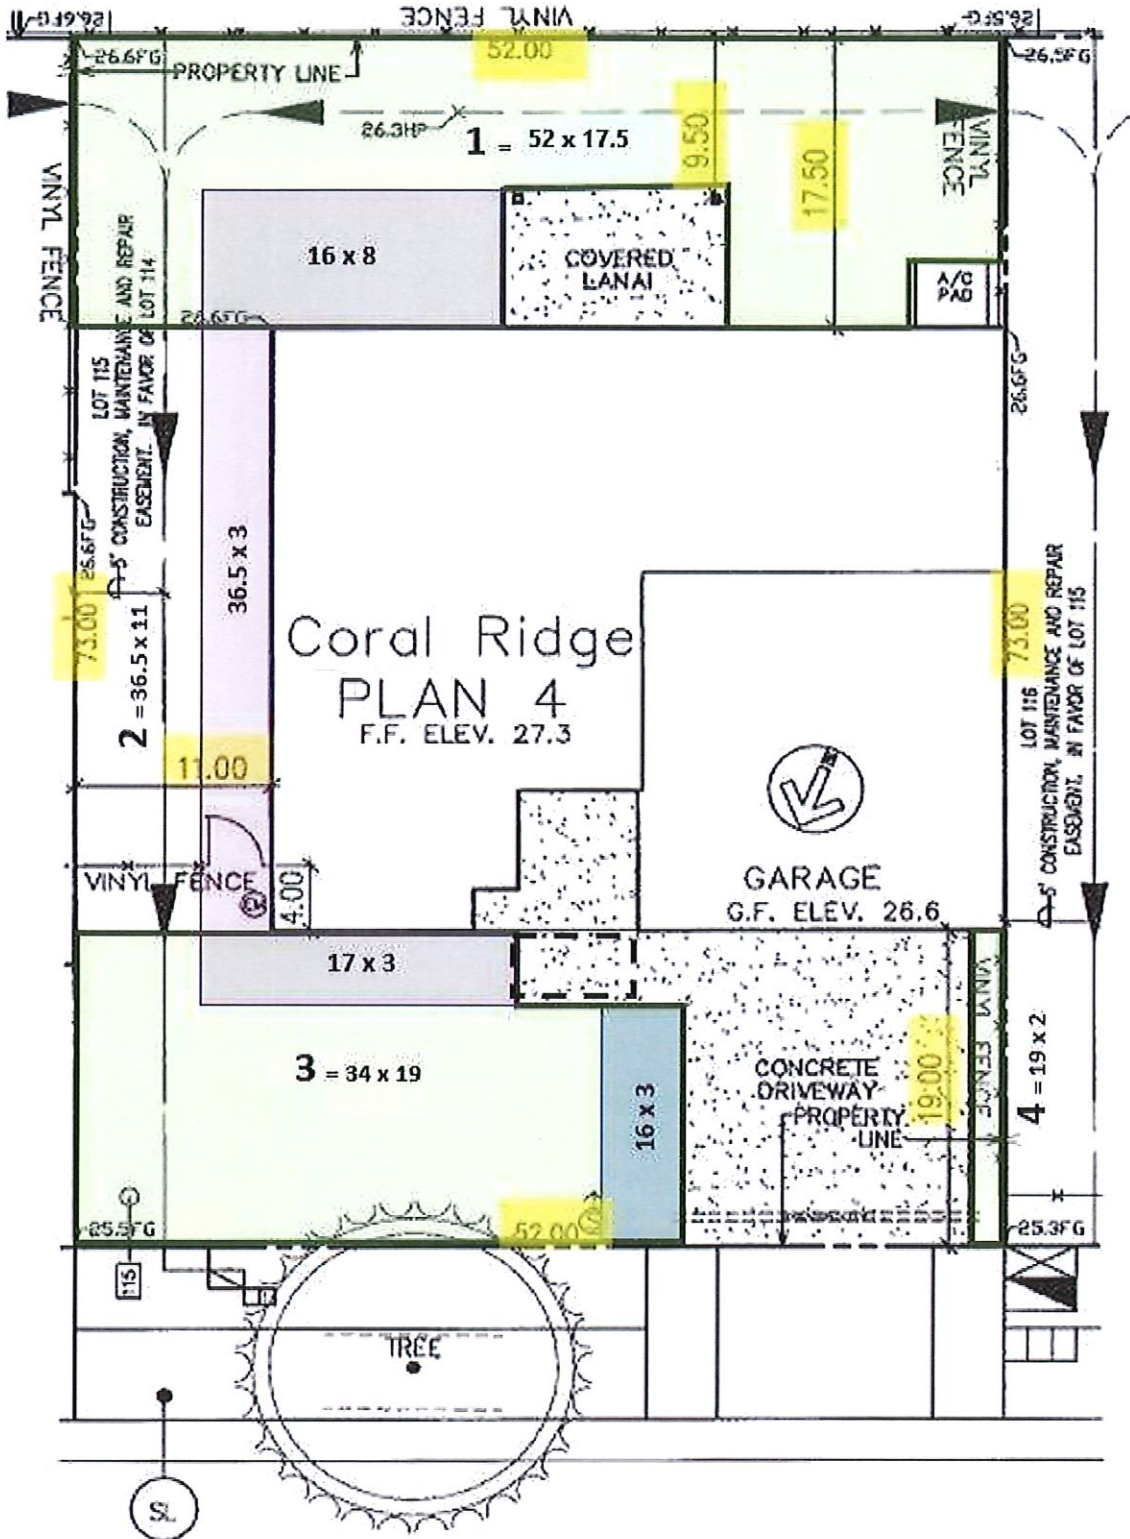 VINYL FENCE
26.6FG
26.5FG
26.6FG
52.00
26.5FG
PROPERTY LINE
26.3HP
1 = 52 x 17.5
9.50
17.50
VINYL
FENCE
VINYL FENCE
16 x 8
COVERED
LANAI
A/C
PAD
26.6FG
26.6FG
LOT 115
5' CONSTRUCTION, MAINTENANCE AND REPAIR
EASEMENT. IN FAVOR OF LOT 114
26.6FG
73.00
2 = 36.5 x 11
36.5 x 3
Coral Ridge
PLAN 4
F.F. ELEV. 27.3
73.00
LOT 116
5' CONSTRUCTION, MAINTENANCE AND REPAIR
EASEMENT. IN FAVOR OF LOT 115
11.00
VINYL FENCE
4.00
GARAGE
G.F. ELEV. 26.6
17 x 3
3 = 34 x 19
16 x 3
CONCRETE
DRIVEWAY
PROPERTY
LINE
19.00
VINYL FENCE
4 = 19 x 2
25.5FG
52.00
25.3FG
115
TREE
SL